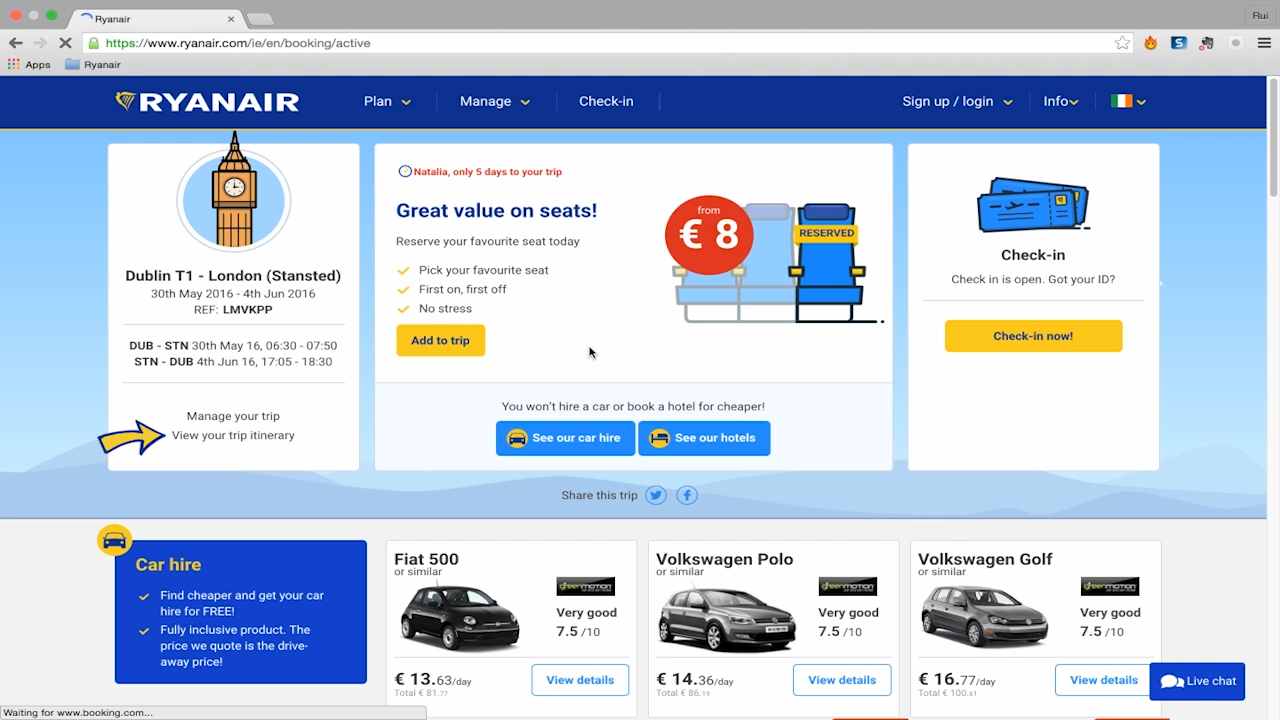 Ryanair
Rui
https://www.ryanair.com/ie/en/booking/active
Apps
Ryanair
RYANAIR
Plan
Manage
Check-in
Sign up / login
Info
Dublin T1 - London (Stansted)
30th May 2016 - 4th Jun 2016
REF: LMVKPP
DUB - STN 30th May 16, 06:30 - 07:50
STN - DUB 4th Jun 16, 17:05 - 18:30
Manage your trip
View your trip itinerary
Natalia, only 5 days to your trip
Great value on seats!
Reserve your favourite seat today
Pick your favourite seat
First on, first off
No stress
Add to trip
from
€ 8
RESERVED
You won't hire a car or book a hotel for cheaper!
See our car hire
See our hotels
Check-in
Check in is open. Got your ID?
Check-in now!
Share this trip
Car hire
Find cheaper and get your car
hire for FREE!
Fully inclusive product. The
price we quote is the drive-
away price!
Fiat 500
or similar
greenmotion
Very good
7.5 /10
€ 13.63/day
Total € 81.77
View details
Volkswagen Polo
or similar
greenmotion
Very good
7.5 /10
€ 14.36/day
Total € 86.19
View details
Volkswagen Golf
or similar
greenmotion
Very good
7.5 /10
€ 16.77/day
Total € 100.61
View details
Live chat
Waiting for www.booking.com...